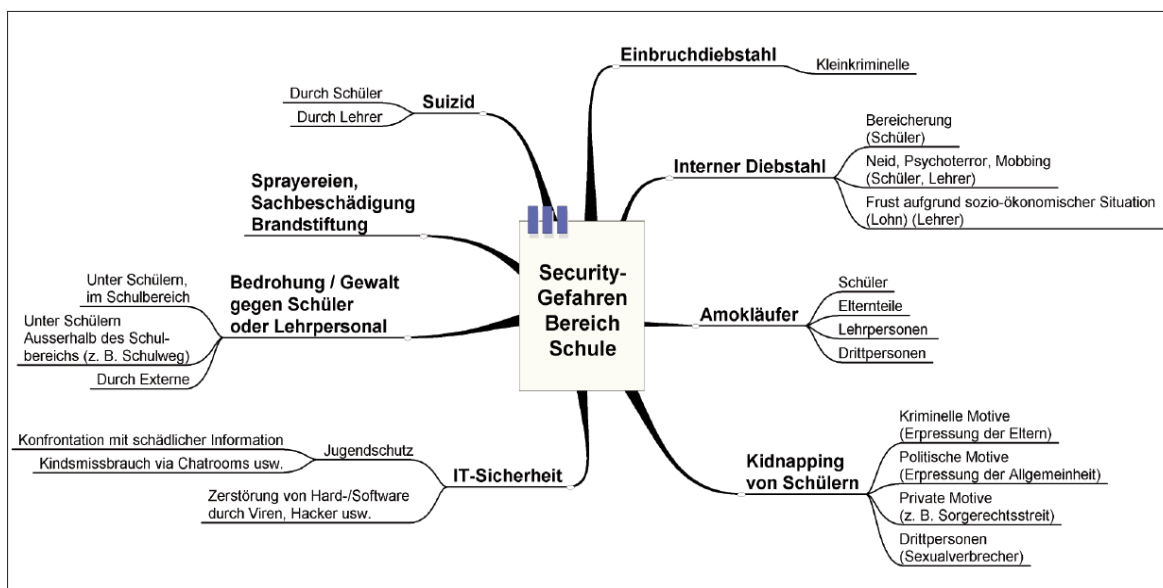 Security-
Gefahren
Bereich
Schule
Einbruchdiebstahl
Kleinkriminelle
Interner Diebstahl
Bereicherung
(Schüler)
Neid, Psychoterror, Mobbing
(Schüler, Lehrer)
Frust aufgrund sozio-ökonomischer Situation
(Lohn) (Lehrer)
Amokläufer
Schüler
Elternteile
Lehrpersonen
Drittpersonen
Kidnapping
von Schülern
Kriminelle Motive
(Erpressung der Eltern)
Politische Motive
(Erpressung der Allgemeinheit)
Private Motive
(z. B. Sorgerechtsstreit)
Drittpersonen
(Sexualverbrecher)
IT-Sicherheit
Jugendschutz
Konfrontation mit schädlicher Information
Kindsmissbrauch via Chatrooms usw.
Zerstörung von Hard-/Software
durch Viren, Hacker usw.
Bedrohung / Gewalt
gegen Schüler
oder Lehrpersonal
Unter Schülern,
im Schulbereich
Unter Schülern
Ausserhalb des Schul-
bereichs (z. B. Schulweg)
Durch Externe
Sprayereien,
Sachbeschädigung
Brandstiftung
Suizid
Durch Schüler
Durch Lehrer